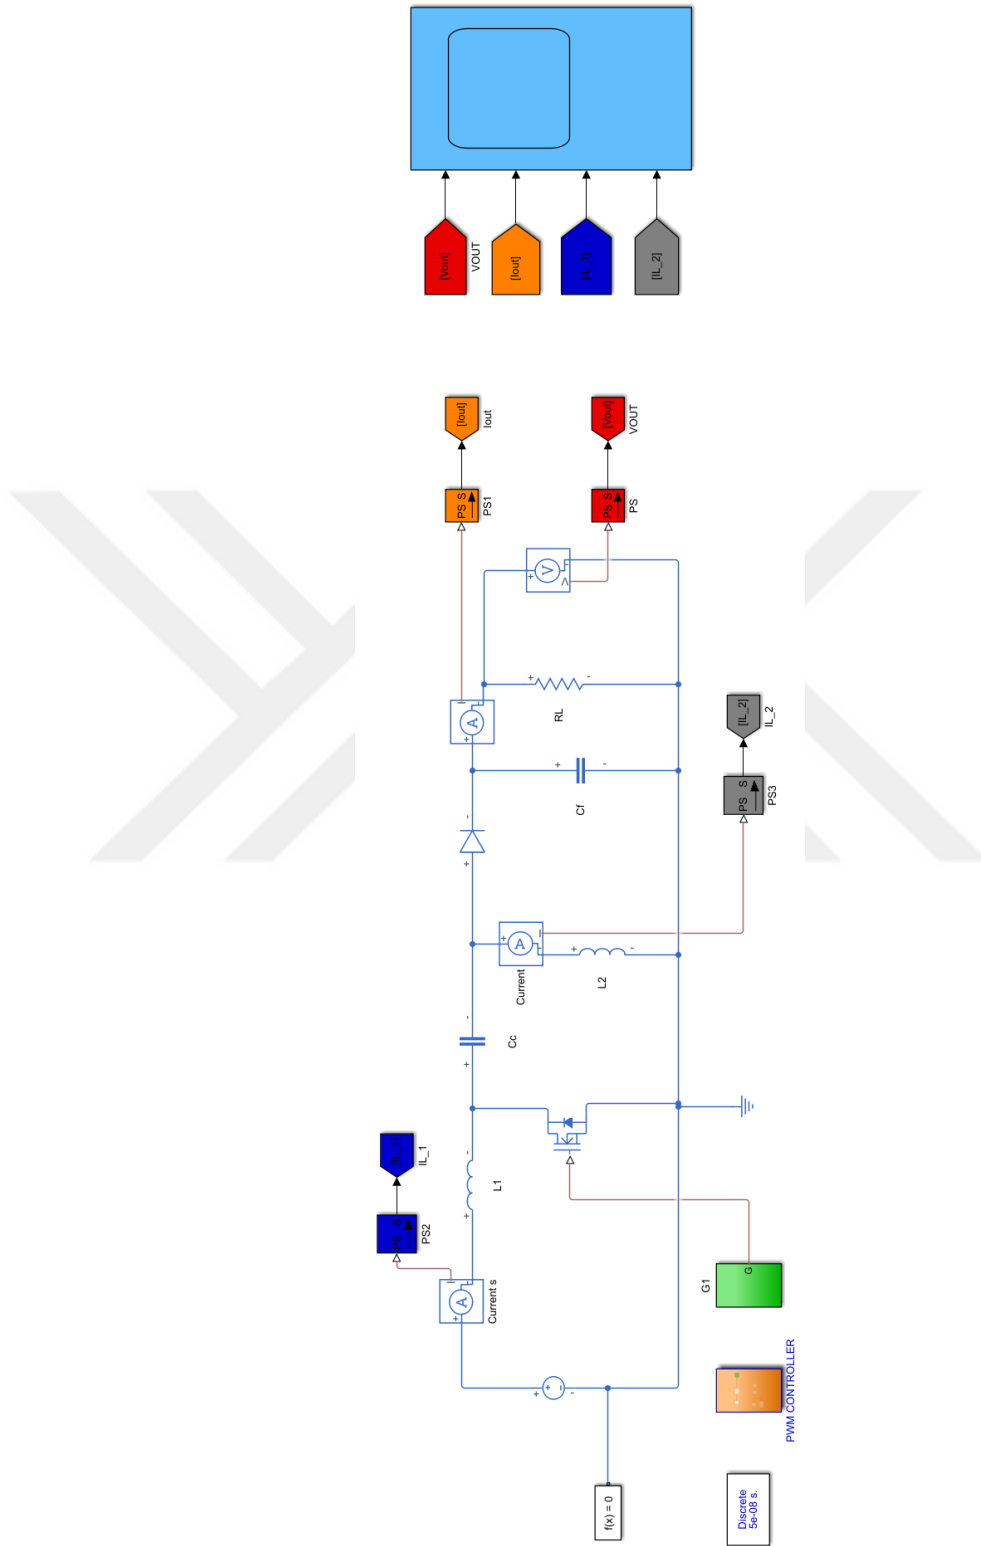 PS S
[IL_1]
PS2
IL_1
A
Current s
L1
Cc
A
Current
L2
Cf
A
RL
V
PS S
[Iout]
PS1
Iout
PS S
[Vout]
PS
VOUT
PS S
[IL_2]
PS3
IL_2
[Vout]
VOUT
[Iout]
[IL_1]
[IL_2]
f(x) = 0
G1
G
PWM CONTROLLER
Discrete
5e-08 s.